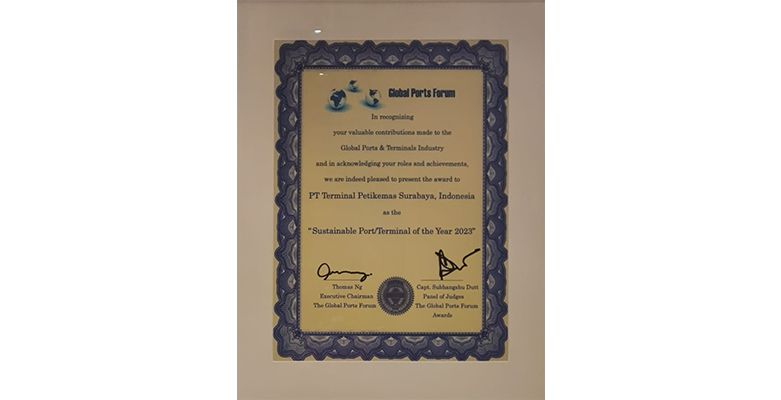 Global Ports Forum
In recognizing
your valuable contributions made to the
Global Ports & Terminals Industry
and in acknowledging your roles and achievements,
we are indeed pleased to present the award to
PT Terminal Petikemas Surabaya, Indonesia
as the
"Sustainable Port/Terminal of the Year 2023"
Thomas Ng
Executive Chairman
The Global Ports Forum
Capt. Subhangshu Dutt
Panel of Judges
The Global Ports Forum
Awards